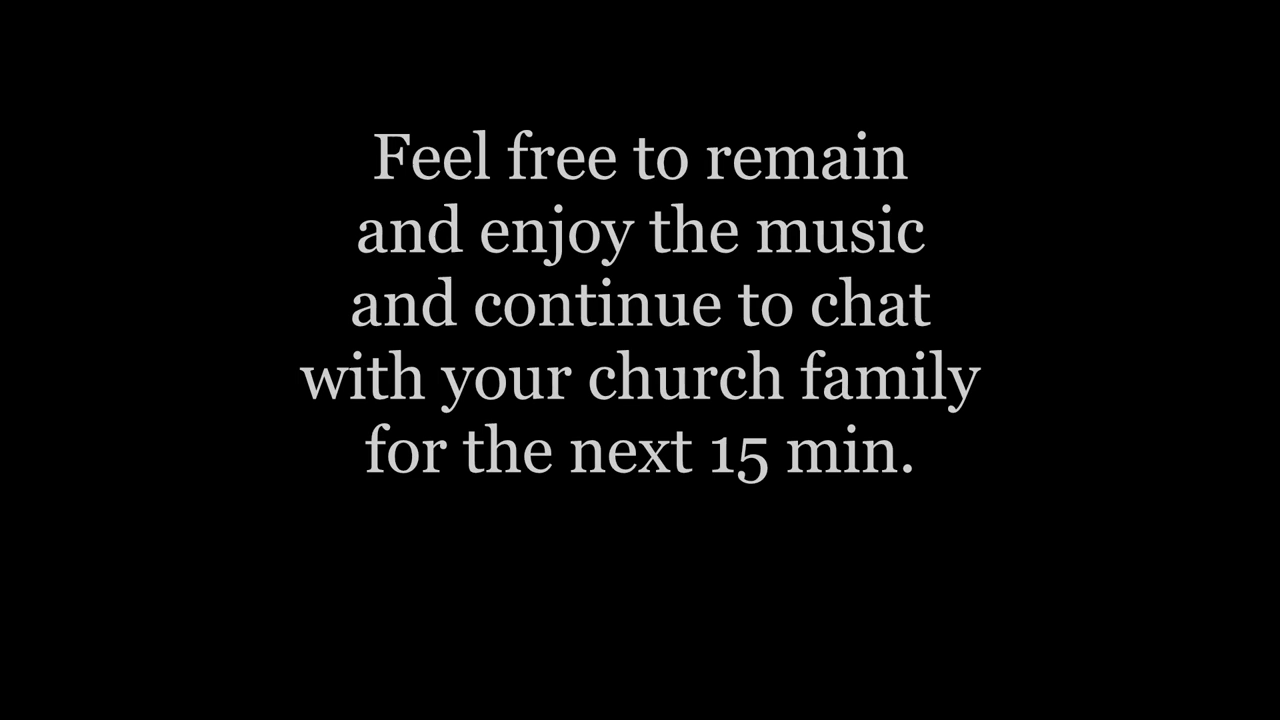 Feel free to remain
and enjoy the music
and continue to chat
with your church family
for the next 15 min.